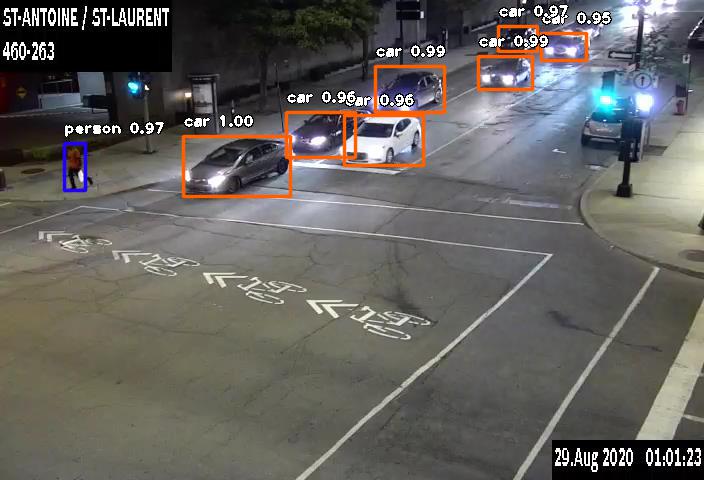 ST-ANTOINE / ST-LAURENT
460-263
car 0.97
car 0.95
car 0.99
car 0.99
car 0.96
car 0.96
person 0.97
car 1.00
29.Aug 2020 01:01:23